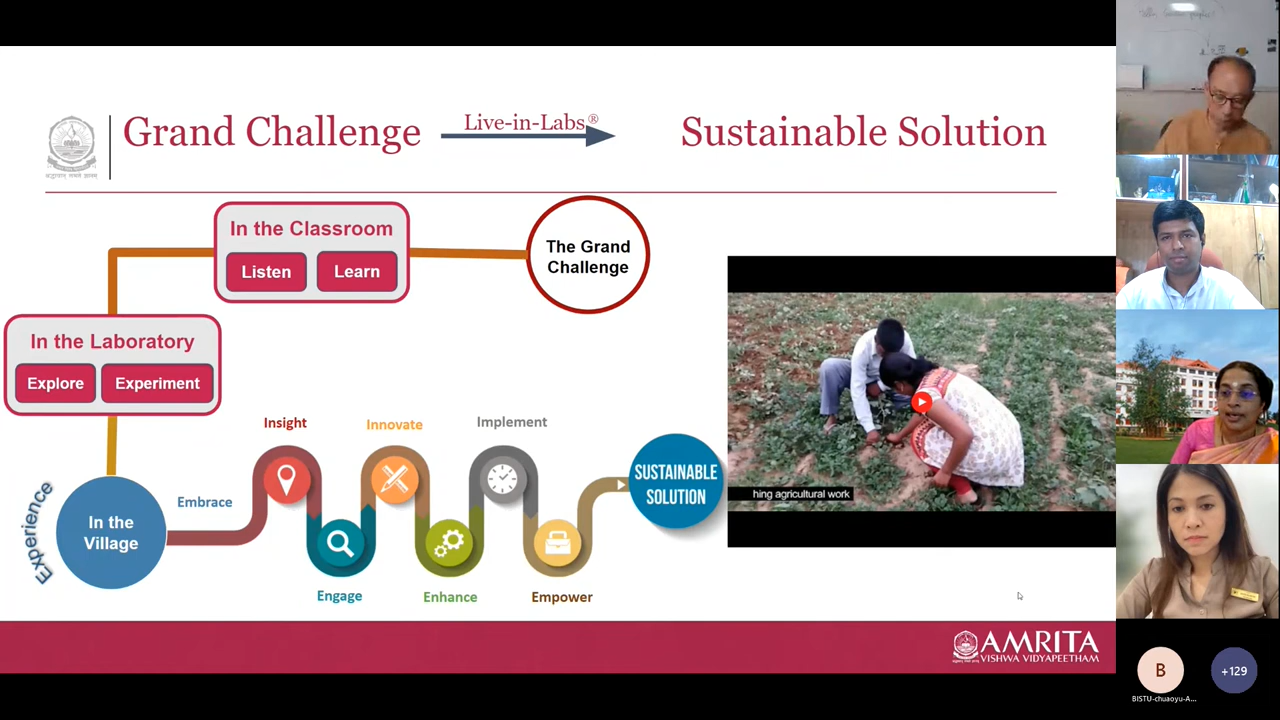 Grand Challenge
Live-in-Labs®
Sustainable Solution
In the Classroom
Listen
Learn
The Grand
Challenge
In the Laboratory
Explore
Experiment
Experience
In the
Village
Embrace
Insight
Engage
Innovate
Enhance
Implement
Empower
SUSTAINABLE
SOLUTION
hing agricultural work
AMRITA
VISHWA VIDYAPEETHAM
B
BISTU-chuaoyu-A...
+129